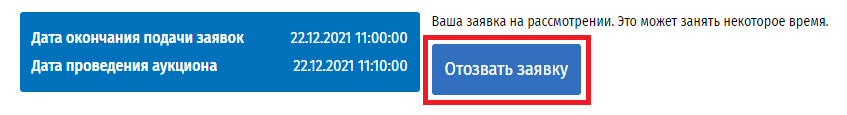 Дата окончания подачи заявок 22.12.2021 11:00:00
Дата проведения аукциона 22.12.2021 11:10:00
Ваша заявка на рассмотрении. Это может занять некоторое время.
Отозвать заявку